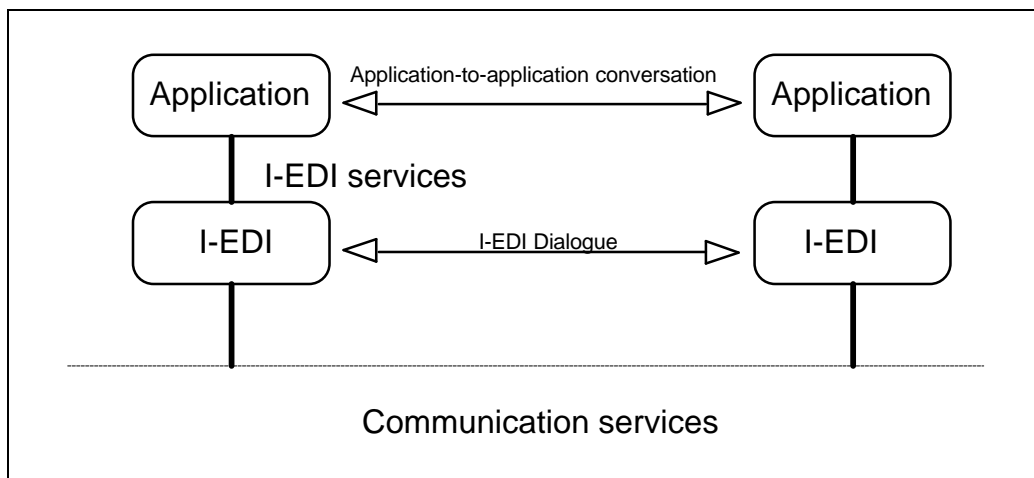 Application
Application-to-application conversation
Application
I-EDI services
I-EDI
I-EDI Dialogue
I-EDI
Communication services